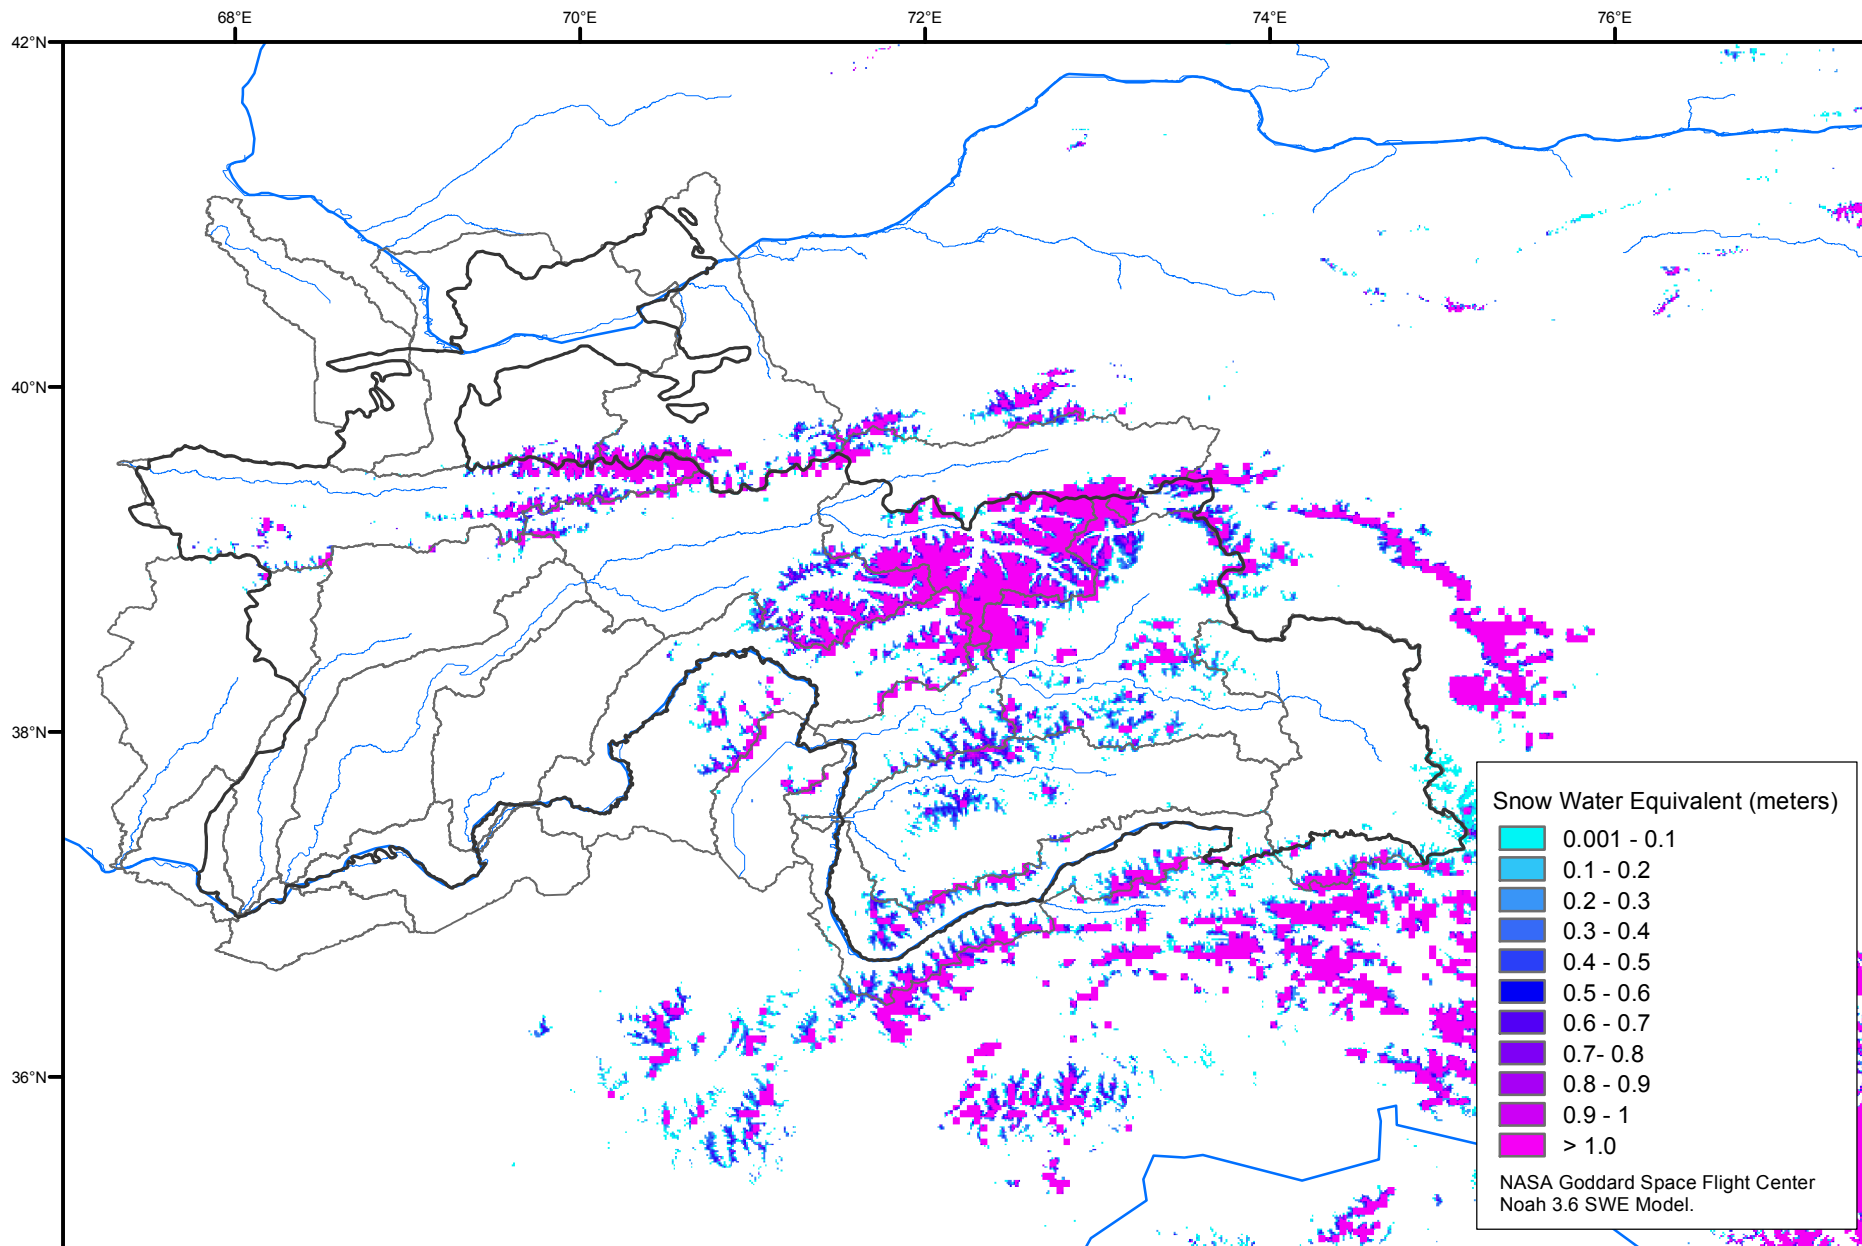 68°E 70°E 72°E 74°E 76°E
42°N
40°N
38°N
36°N
Snow Water Equivalent (meters)
0.001 - 0.1
0.1 - 0.2
0.2 - 0.3
0.3 - 0.4
0.4 - 0.5
0.5 - 0.6
0.6 - 0.7
0.7- 0.8
0.8 - 0.9
0.9 - 1
> 1.0
NASA Goddard Space Flight Center
Noah 3.6 SWE Model.